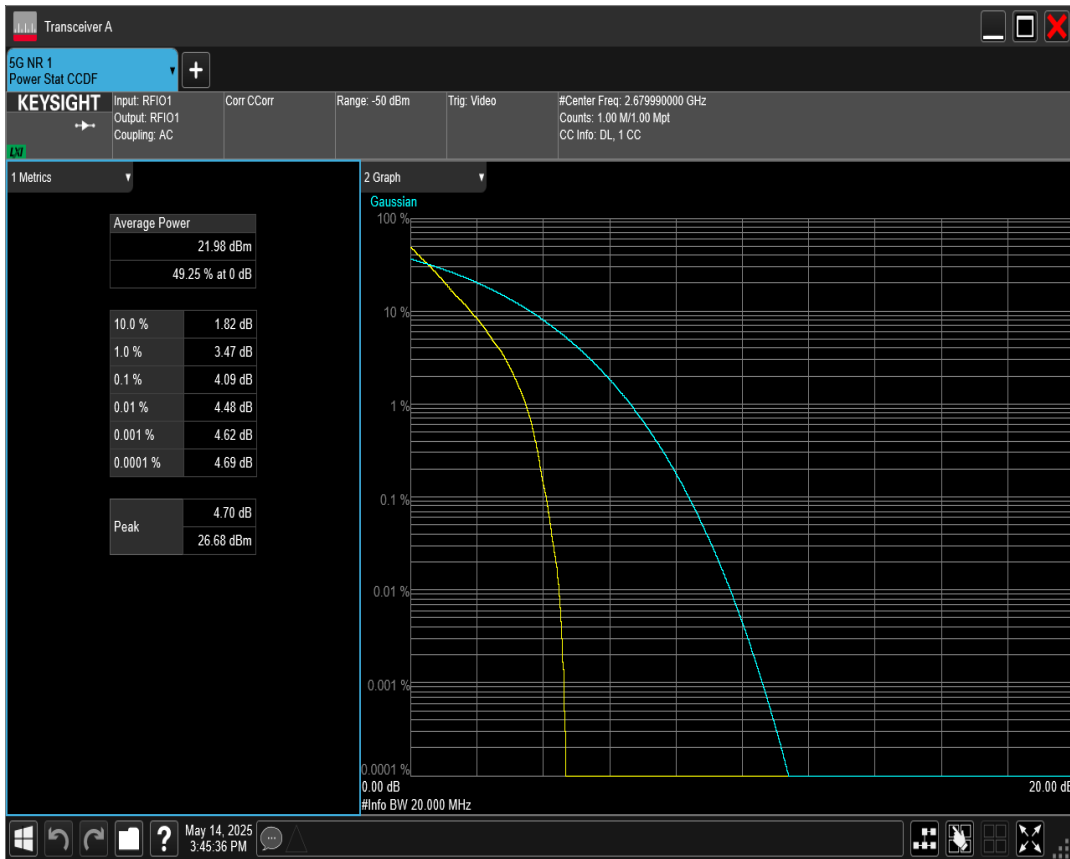 Transceiver A
5G NR 1
Power Stat CCDF
KEYSIGHT
LXI
Input: RFIO1
Output: RFIO1
Coupling: AC
Corr CCorr
Range: -50 dBm
Trig: Video
#Center Freq: 2.679990000 GHz
Counts: 1.00 M/1.00 Mpt
CC Info: DL, 1 CC
1 Metrics
Average Power
21.98 dBm
49.25 % at 0 dB
10.0 % 1.82 dB
1.0 % 3.47 dB
0.1 % 4.09 dB
0.01 % 4.48 dB
0.001 % 4.62 dB
0.0001 % 4.69 dB
Peak
4.70 dB
26.68 dBm
2 Graph
Gaussian
100 %
10 %
1 %
0.1 %
0.01 %
0.001 %
0.0001 %
0.00 dB 20.00 dB
#Info BW 20.000 MHz
May 14, 2025
3:45:36 PM